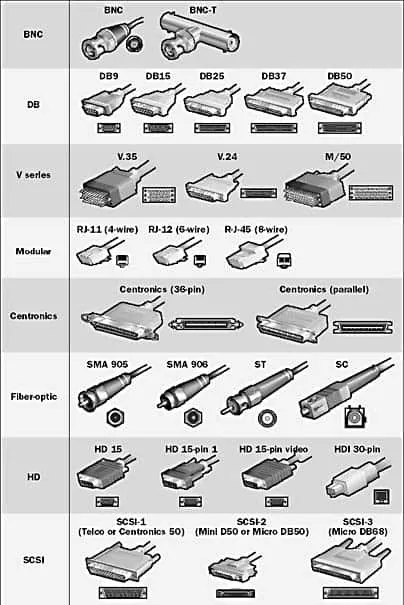 BNC
BNC BNC-T
DB
DB9 DB15 DB25 DB37 DB50
V series
V.35 V.24 M/50
Modular
RJ-11 (4-wire) RJ-12 (6-wire) RJ-45 (8-wire)
Centronics
Centronics (36-pin) Centronics (parallel)
Fiber-optic
SMA 905 SMA 906 ST SC
HD
HD 15 HD 15-pin 1 HD 15-pin video HDI 30-pin
SCSI
SCSI-1 SCSI-2 SCSI-3
(Telco or Centronics 50) (Mini D50 or Micro DB50) (Micro DB68)